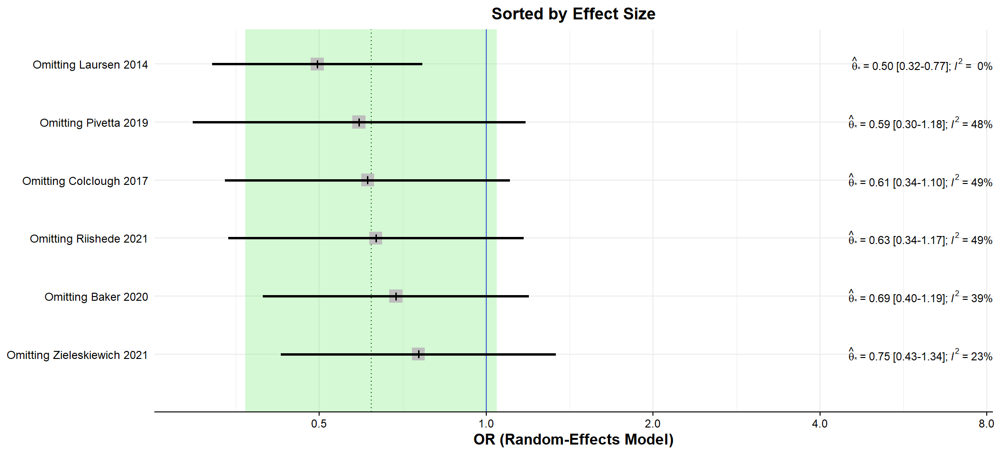 Sorted by Effect Size
Omitting Laursen 2014 θ̂* = 0.50 [0.32-0.77]; I² = 0%
Omitting Pivetta 2019 θ̂* = 0.59 [0.30-1.18]; I² = 48%
Omitting Colclough 2017 θ̂* = 0.61 [0.34-1.10]; I² = 49%
Omitting Riishede 2021 θ̂* = 0.63 [0.34-1.17]; I² = 49%
Omitting Baker 2020 θ̂* = 0.69 [0.40-1.19]; I² = 39%
Omitting Zieleskiewich 2021 θ̂* = 0.75 [0.43-1.34]; I² = 23%
0.5 1.0 2.0 4.0 8.0
OR (Random-Effects Model)